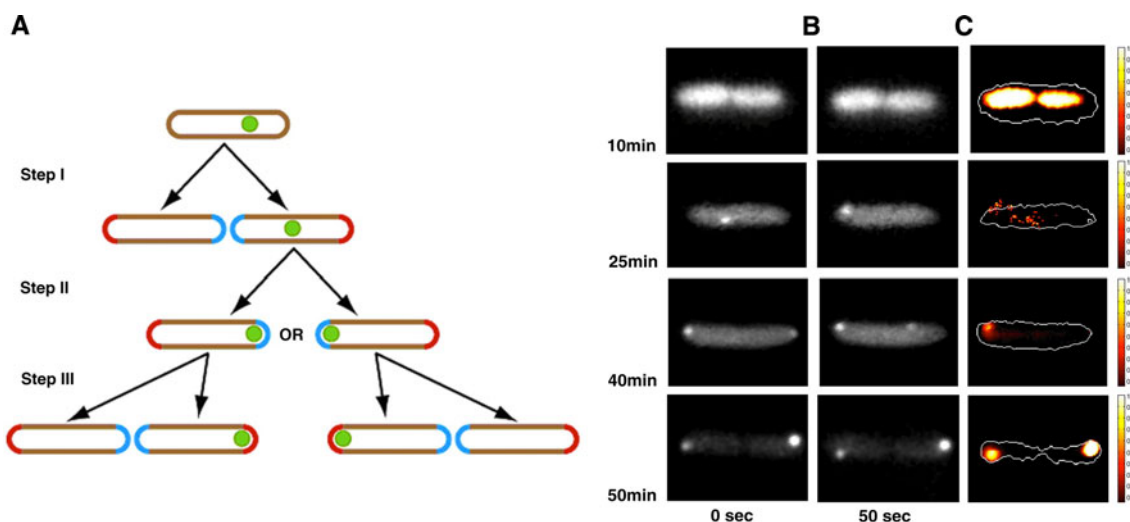 A
Step I
Step II
OR
Step III
B
C
10min
25min
40min
50min
0 sec
50 sec